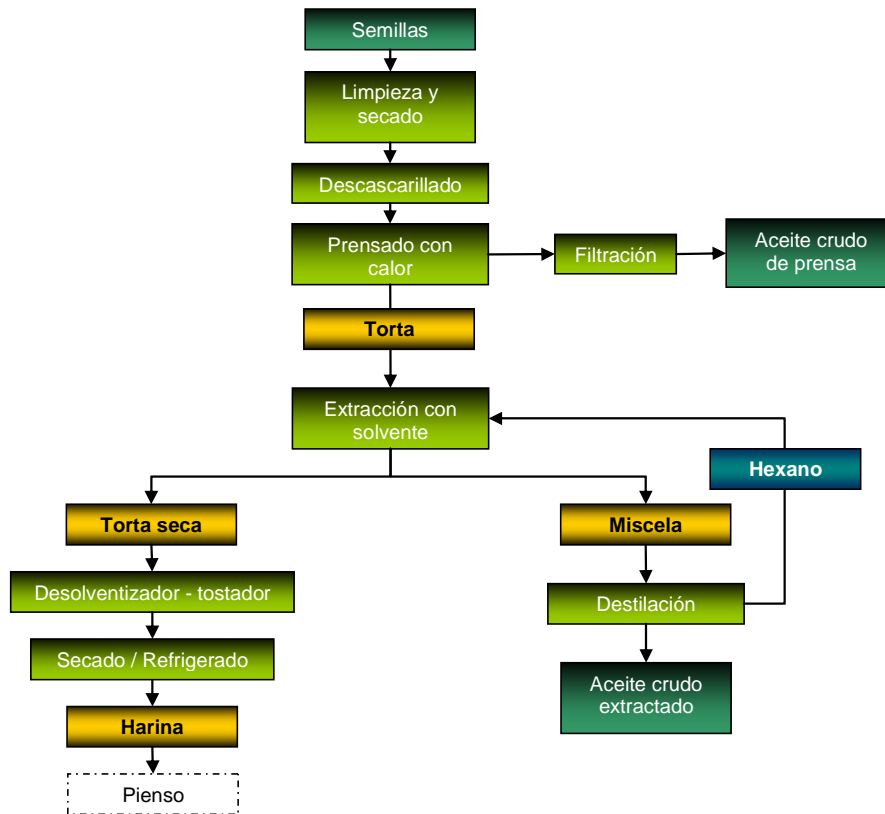 Semillas
Limpieza y
secado
Descascarillado
Prensado con
calor
Filtración
Aceite crudo
de prensa
Torta
Extracción con
solvente
Hexano
Torta seca
Miscela
Desolventizador - tostador
Destilación
Secado / Refrigerado
Aceite crudo
extractado
Harina
Pienso